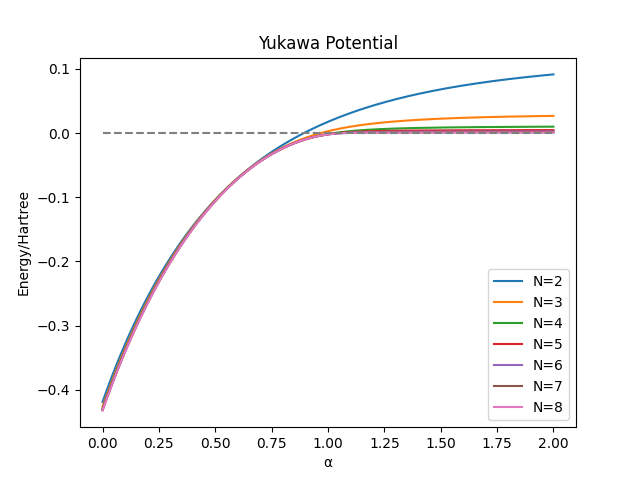 Yukawa Potential
0.1
0.0
−0.1
−0.2
−0.3
−0.4
Energy/Hartree
N=2
N=3
N=4
N=5
N=6
N=7
N=8
0.00 0.25 0.50 0.75 1.00 1.25 1.50 1.75 2.00
α